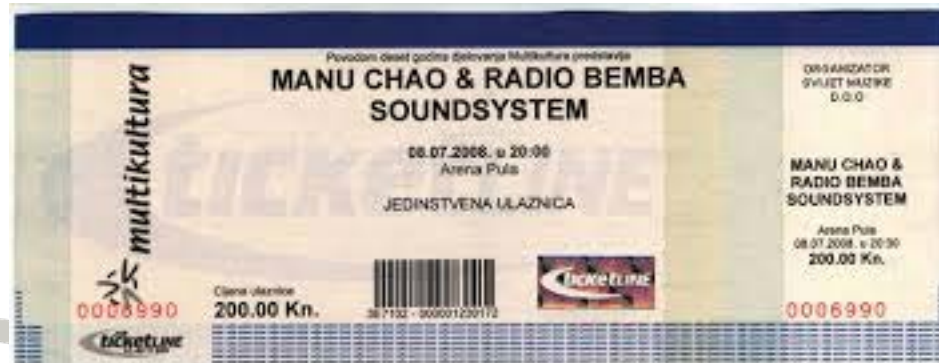 Povodom deset godina djelovanja Multikultura predstavlja
MANU CHAO & RADIO BEMBA
SOUNDSYSTEM
08.07.2008. u 20:00
Arena Pula
JEDINSTVENA ULAZNICA
multikultura
0006990
Cijena ulaznice
200.00 Kn.
ticketLINE
ticketLINE
ORGANIZATOR
SVIJET MUZIKE
D.O.O
MANU CHAO &
RADIO BEMBA
SOUNDSYSTEM
Arena Pula
08.07.2008. u 20:00
200.00 Kn.
0006990